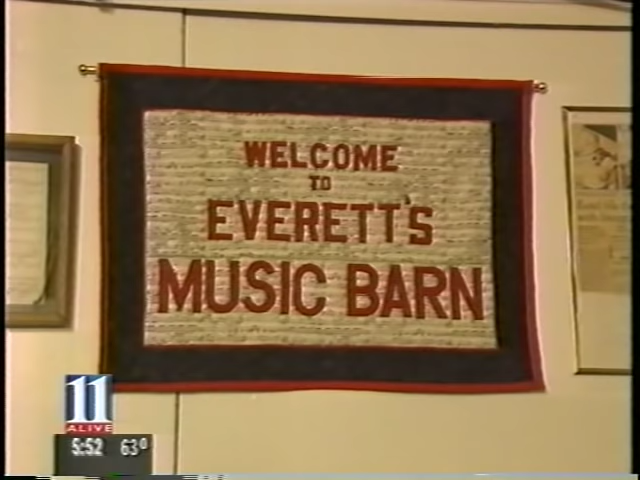 WELCOME
TO
EVERETT'S
MUSIC BARN
11
ALIVE
5:52 63°